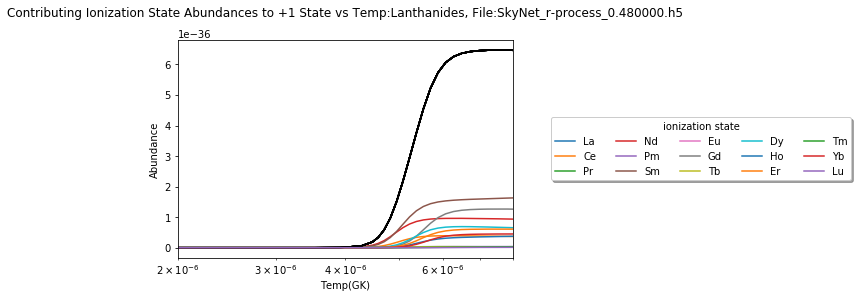 Contributing Ionization State Abundances to +1 State vs Temp:Lanthanides, File:SkyNet_r-process_0.480000.h5
1e−36
6
5
4
3
2
1
0
Abundance
2 × 10⁻⁶ 3 × 10⁻⁶ 4 × 10⁻⁶ 6 × 10⁻⁶
Temp(GK)
ionization state
La Nd Eu Dy Tm
Ce Pm Gd Ho Yb
Pr Sm Tb Er Lu